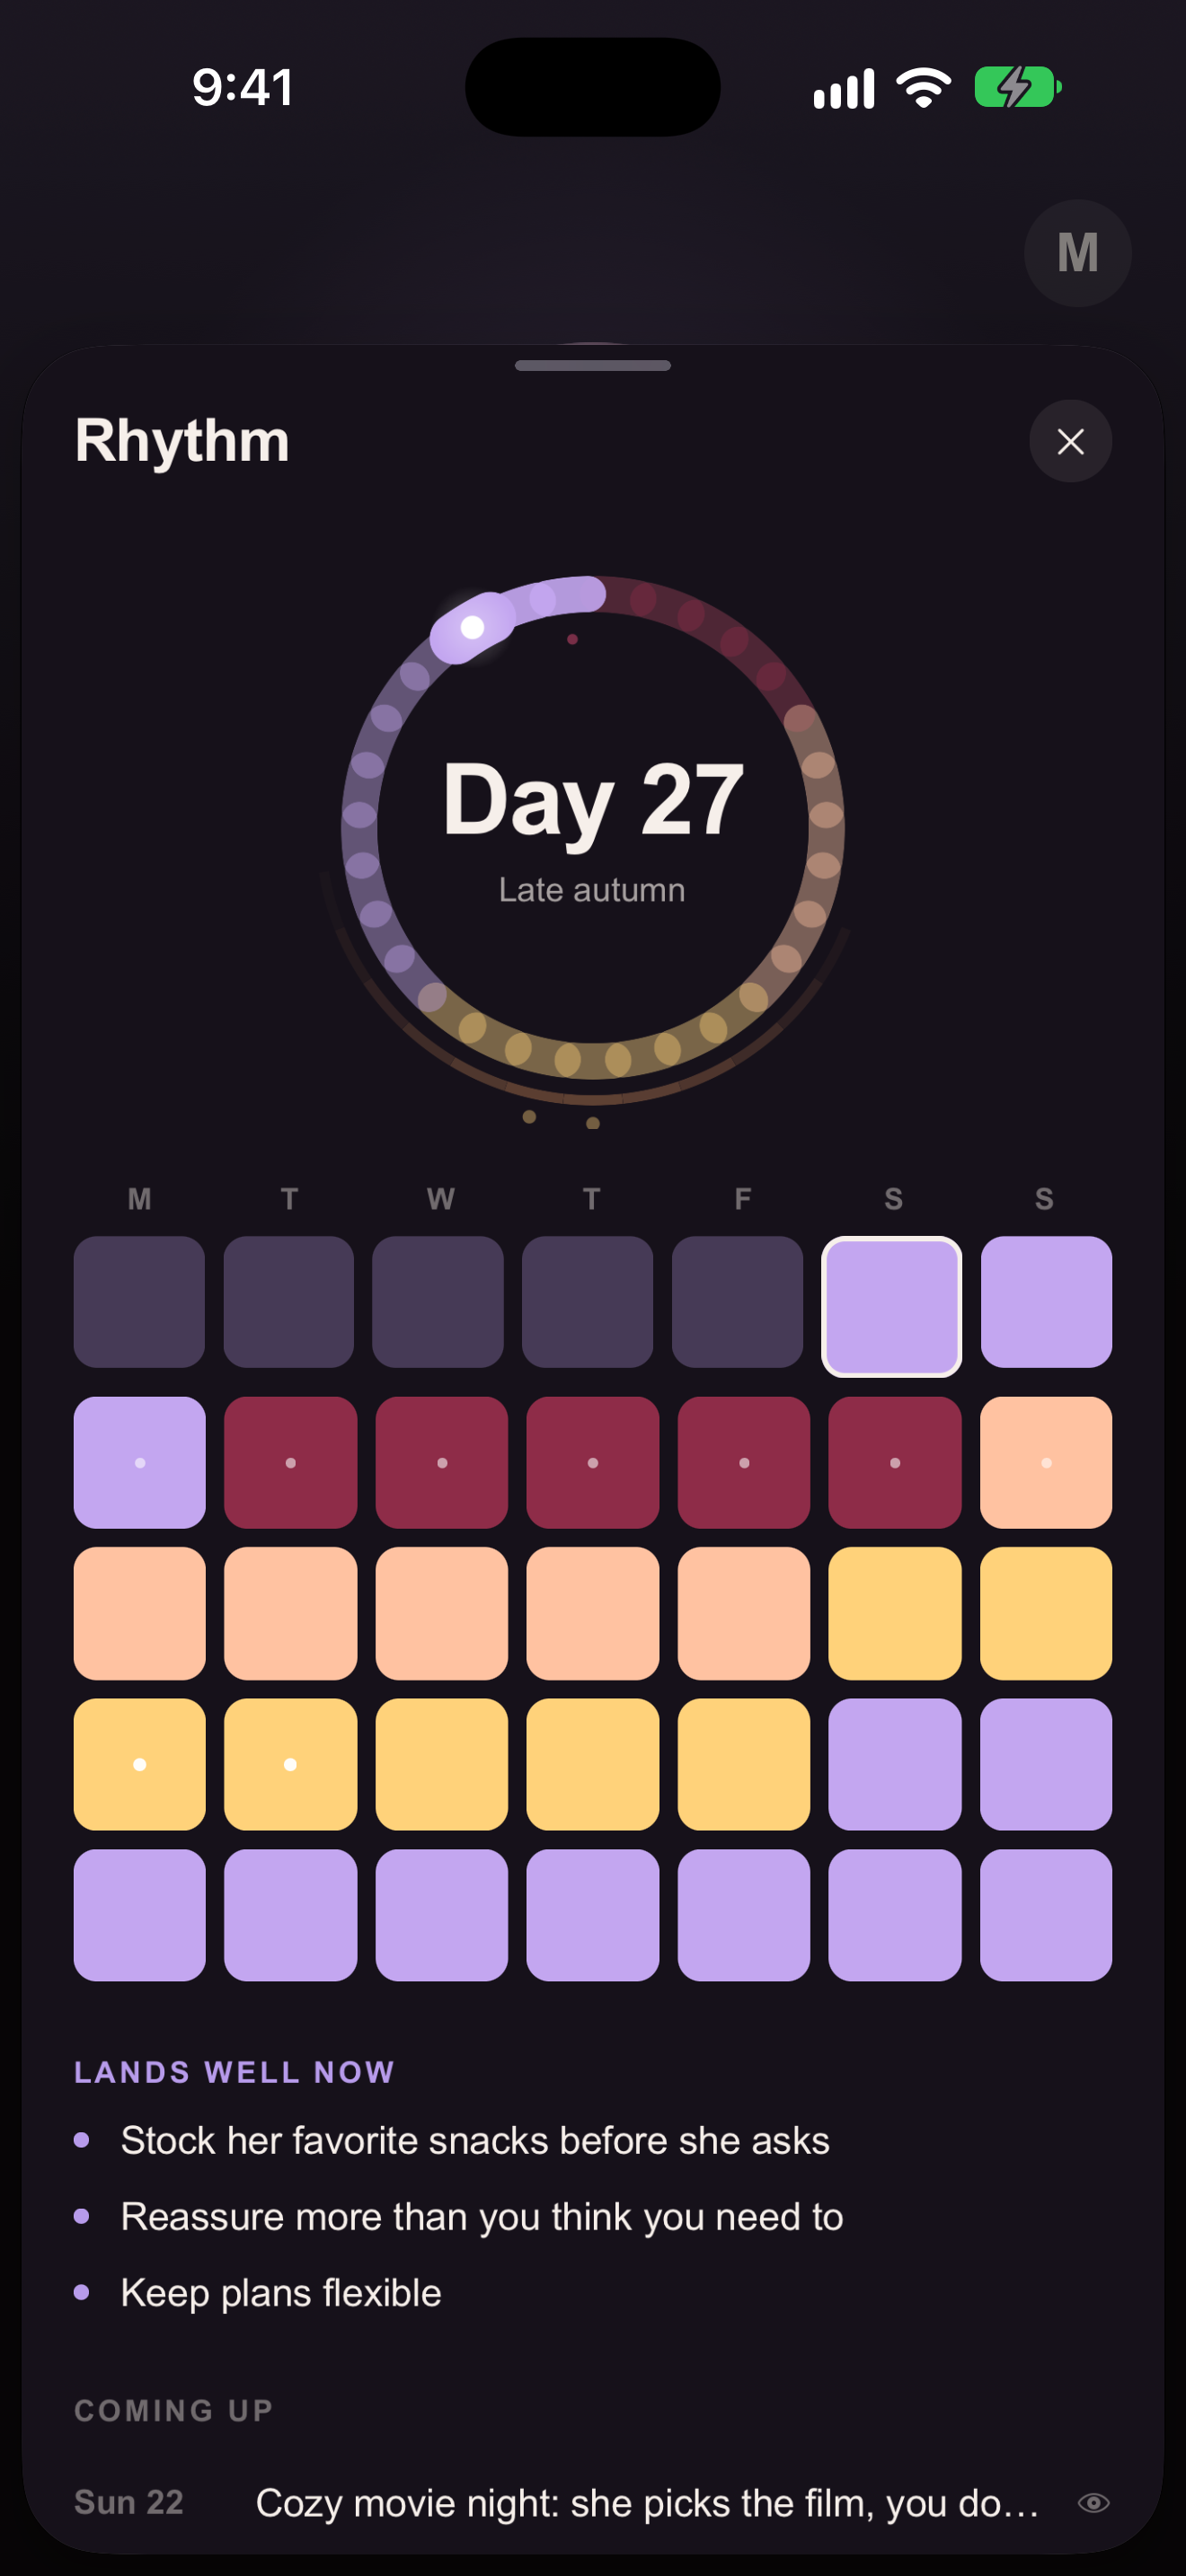 9:41
M
Rhythm
Day 27
Late autumn
M T W T F S S
LANDS WELL NOW
Stock her favorite snacks before she asks
Reassure more than you think you need to
Keep plans flexible
COMING UP
Sun 22 Cozy movie night: she picks the film, you do…